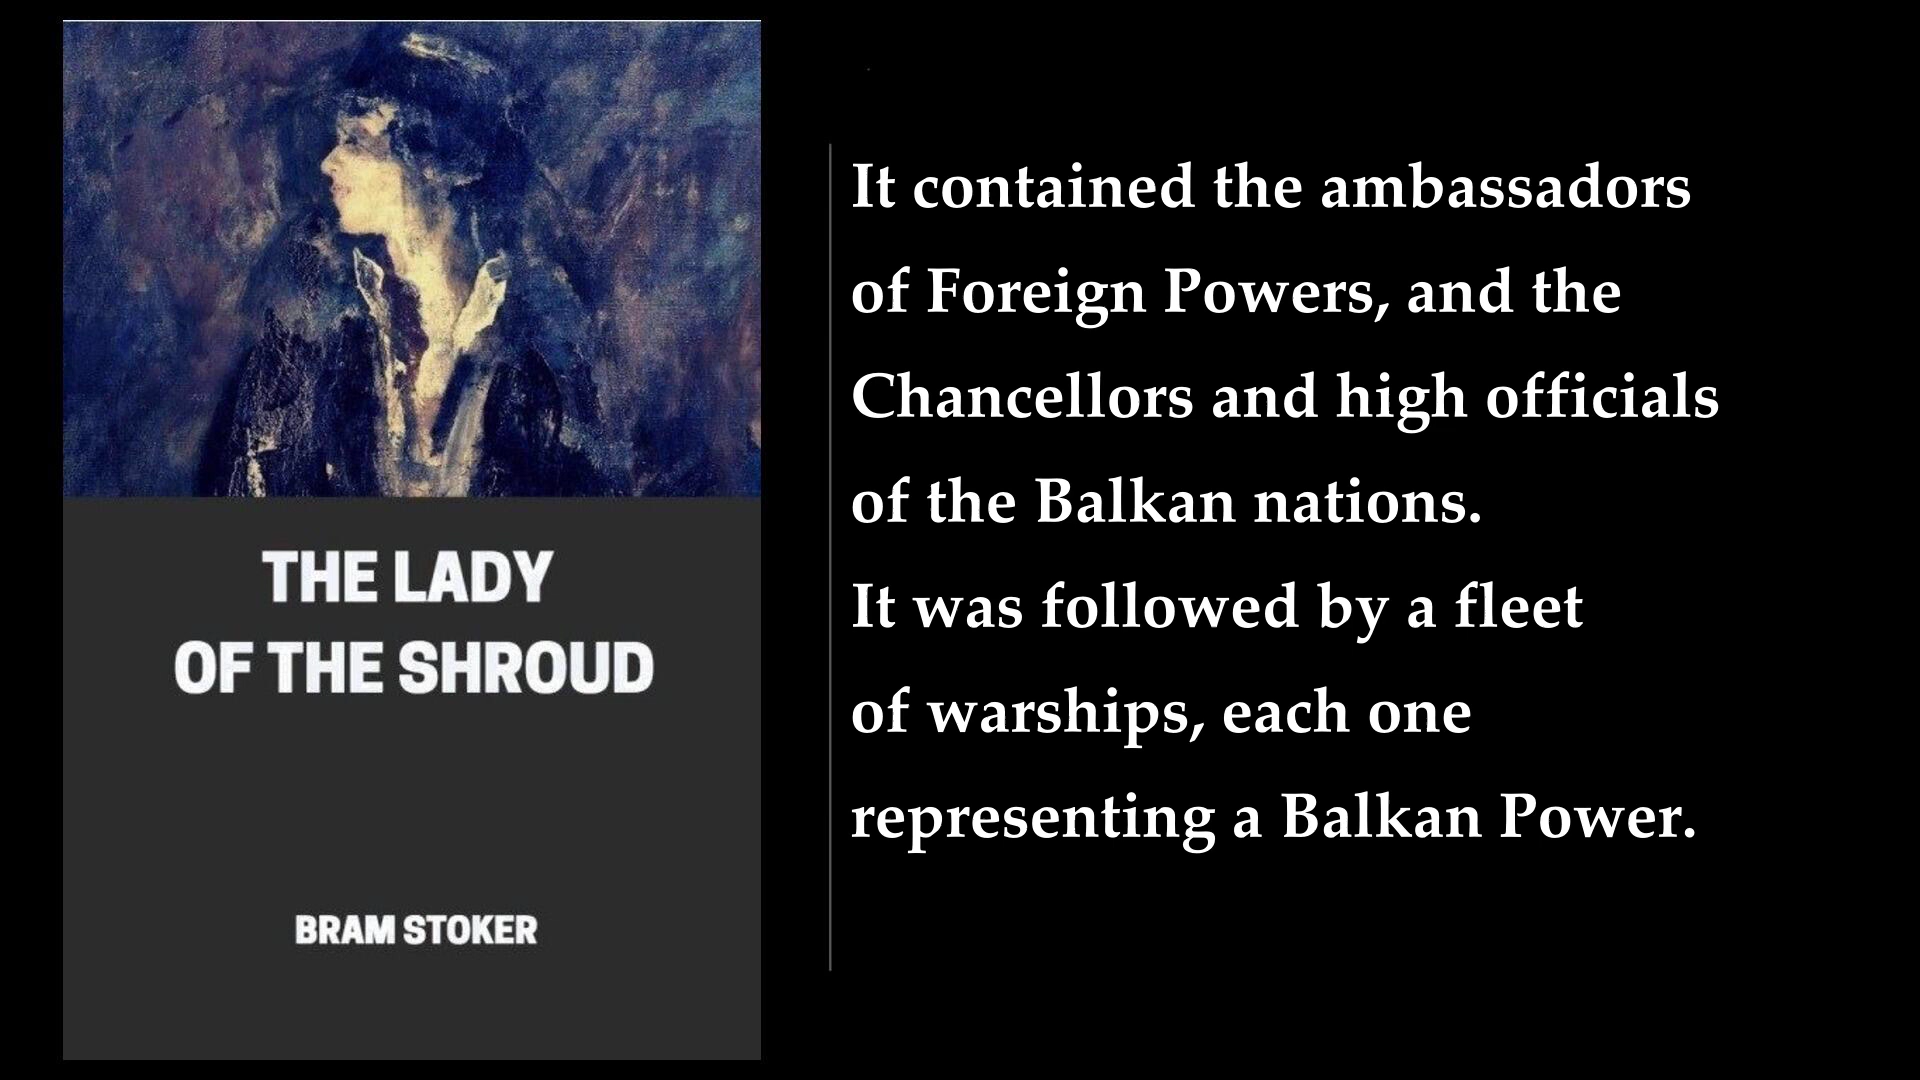 THE LADY
OF THE SHROUD
BRAM STOKER
It contained the ambassadors
of Foreign Powers, and the
Chancellors and high officials
of the Balkan nations.
It was followed by a fleet
of warships, each one
representing a Balkan Power.